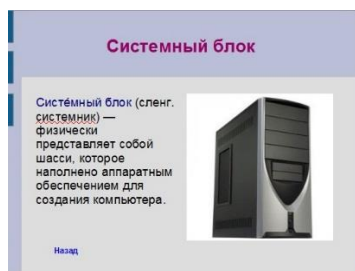 Системный блок
Систе́мный блок (сленг.
системник) —
физически
представляет собой
шасси, которое
наполнено аппаратным
обеспечением для
создания компьютера.
Назад